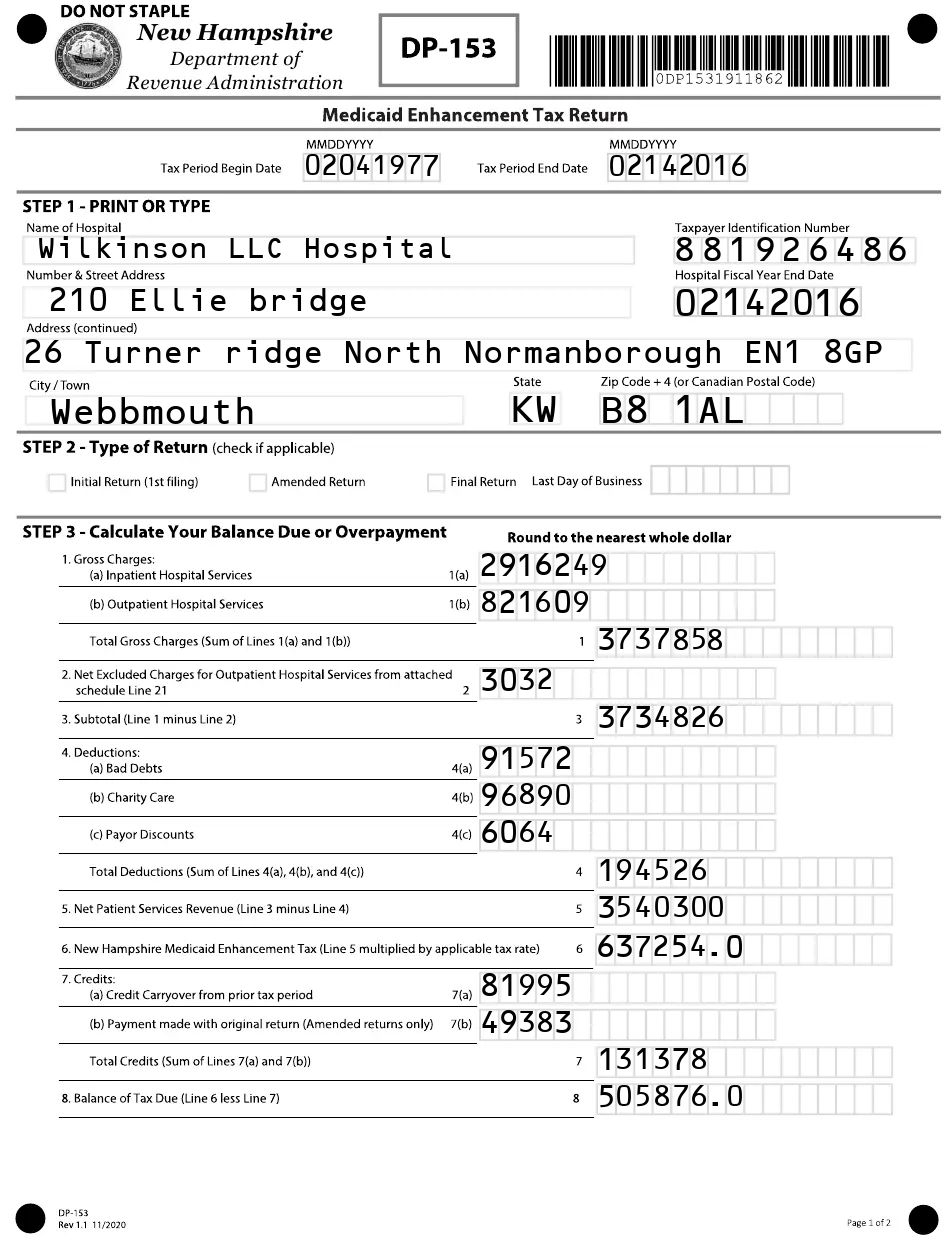 DO NOT STAPLE
New Hampshire
Department of
Revenue Administration
DP-153
0DP1531911862
Medicaid Enhancement Tax Return
MMDDYYYY MMDDYYYY
Tax Period Begin Date 02041977 Tax Period End Date 02142016
STEP 1 - PRINT OR TYPE
Name of Hospital Taxpayer Identification Number
Wilkinson LLC Hospital 881926486
Number & Street Address Hospital Fiscal Year End Date
210 Ellie bridge 02142016
Address (continued)
26 Turner ridge North Normanborough EN1 8GP
City / Town State Zip Code + 4 (or Canadian Postal Code)
Webbmouth KW B8 1AL
STEP 2 - Type of Return (check if applicable)
Initial Return (1st filing) Amended Return Final Return Last Day of Business
STEP 3 - Calculate Your Balance Due or Overpayment Round to the nearest whole dollar
1. Gross Charges:
(a) Inpatient Hospital Services 1(a) 2916249
(b) Outpatient Hospital Services 1(b) 821609
Total Gross Charges (Sum of Lines 1(a) and 1(b)) 1 3737858
2. Net Excluded Charges for Outpatient Hospital Services from attached
schedule Line 21 2 3032
3. Subtotal (Line 1 minus Line 2) 3 3734826
4. Deductions:
(a) Bad Debts 4(a) 91572
(b) Charity Care 4(b) 96890
(c) Payor Discounts 4(c) 6064
Total Deductions (Sum of Lines 4(a), 4(b), and 4(c)) 4 194526
5. Net Patient Services Revenue (Line 3 minus Line 4) 5 3540300
6. New Hampshire Medicaid Enhancement Tax (Line 5 multiplied by applicable tax rate) 6 637254.0
7. Credits:
(a) Credit Carryover from prior tax period 7(a) 81995
(b) Payment made with original return (Amended returns only) 7(b) 49383
Total Credits (Sum of Lines 7(a) and 7(b)) 7 131378
8. Balance of Tax Due (Line 6 less Line 7) 8 505876.0
DP-153
Rev 1.1 11/2020 Page 1 of 2